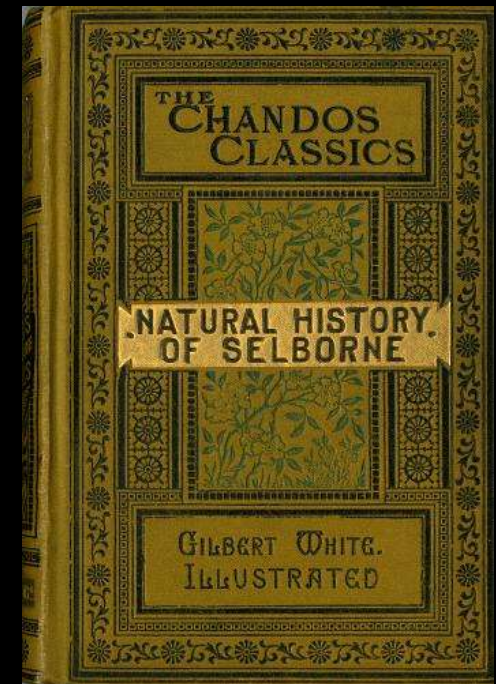 THE
CHANDOS
CLASSICS
NATURAL HISTORY
OF SELBORNE
GILBERT WHITE.
ILLUSTRATED